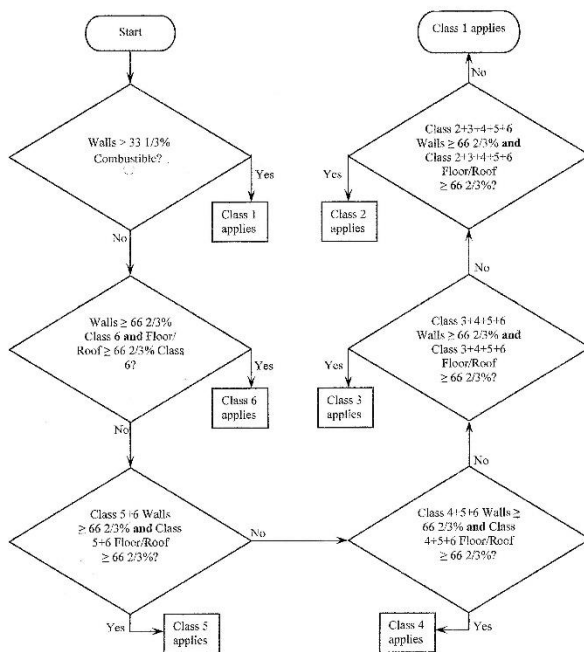 Start
Walls > 33 1/3%
Combustible?
Yes
Class 1
applies
No
Walls ≥ 66 2/3%
Class 6 and Floor/
Roof ≥ 66 2/3% Class
6?
Yes
Class 6
applies
No
Class 5+6 Walls
≥ 66 2/3% and Class
5+6 Floor/Roof
≥ 66 2/3%?
Yes
Class 5
applies
No
Class 4+5+6 Walls ≥
66 2/3% and Class
4+5+6 Floor/Roof
≥ 66 2/3%?
Yes
Class 4
applies
No
Class 3+4+5+6
Walls ≥ 66 2/3% and
Class 3+4+5+6
Floor/Roof
≥ 66 2/3%?
Yes
Class 3
applies
No
Class 2+3+4+5+6
Walls ≥ 66 2/3% and
Class 2+3+4+5+6
Floor/Roof
≥ 66 2/3%?
Yes
Class 2
applies
No
Class 1 applies